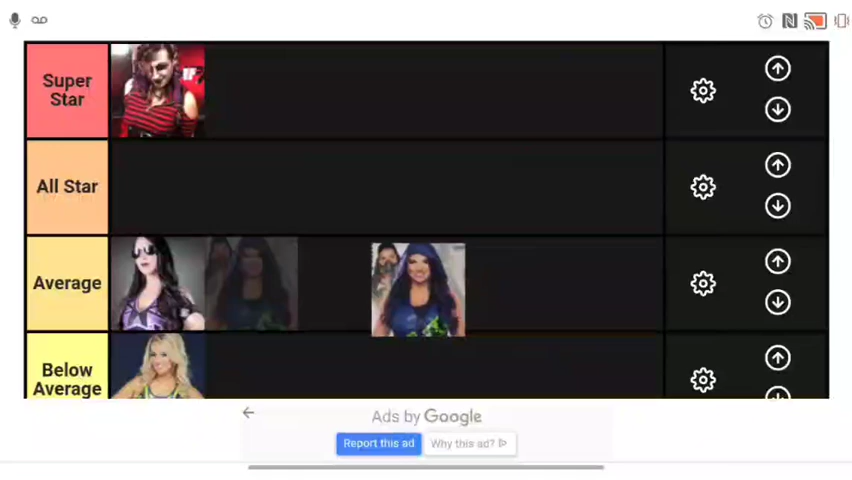 Super
Star
All Star
Average
Below
Average
Ads by Google
Report this ad
Why this ad?